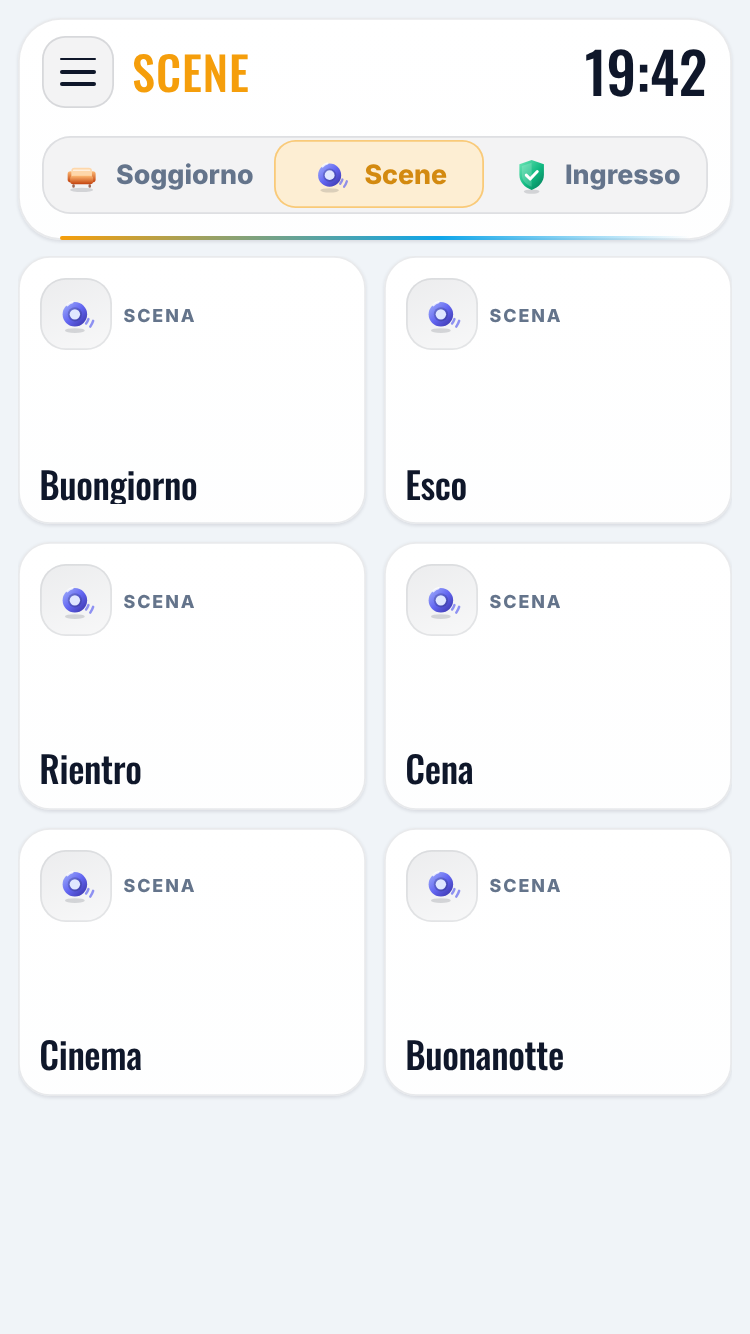 SCENE
19:42
Soggiorno
Scene
Ingresso
SCENA
Buongiorno
SCENA
Esco
SCENA
Rientro
SCENA
Cena
SCENA
Cinema
SCENA
Buonanotte